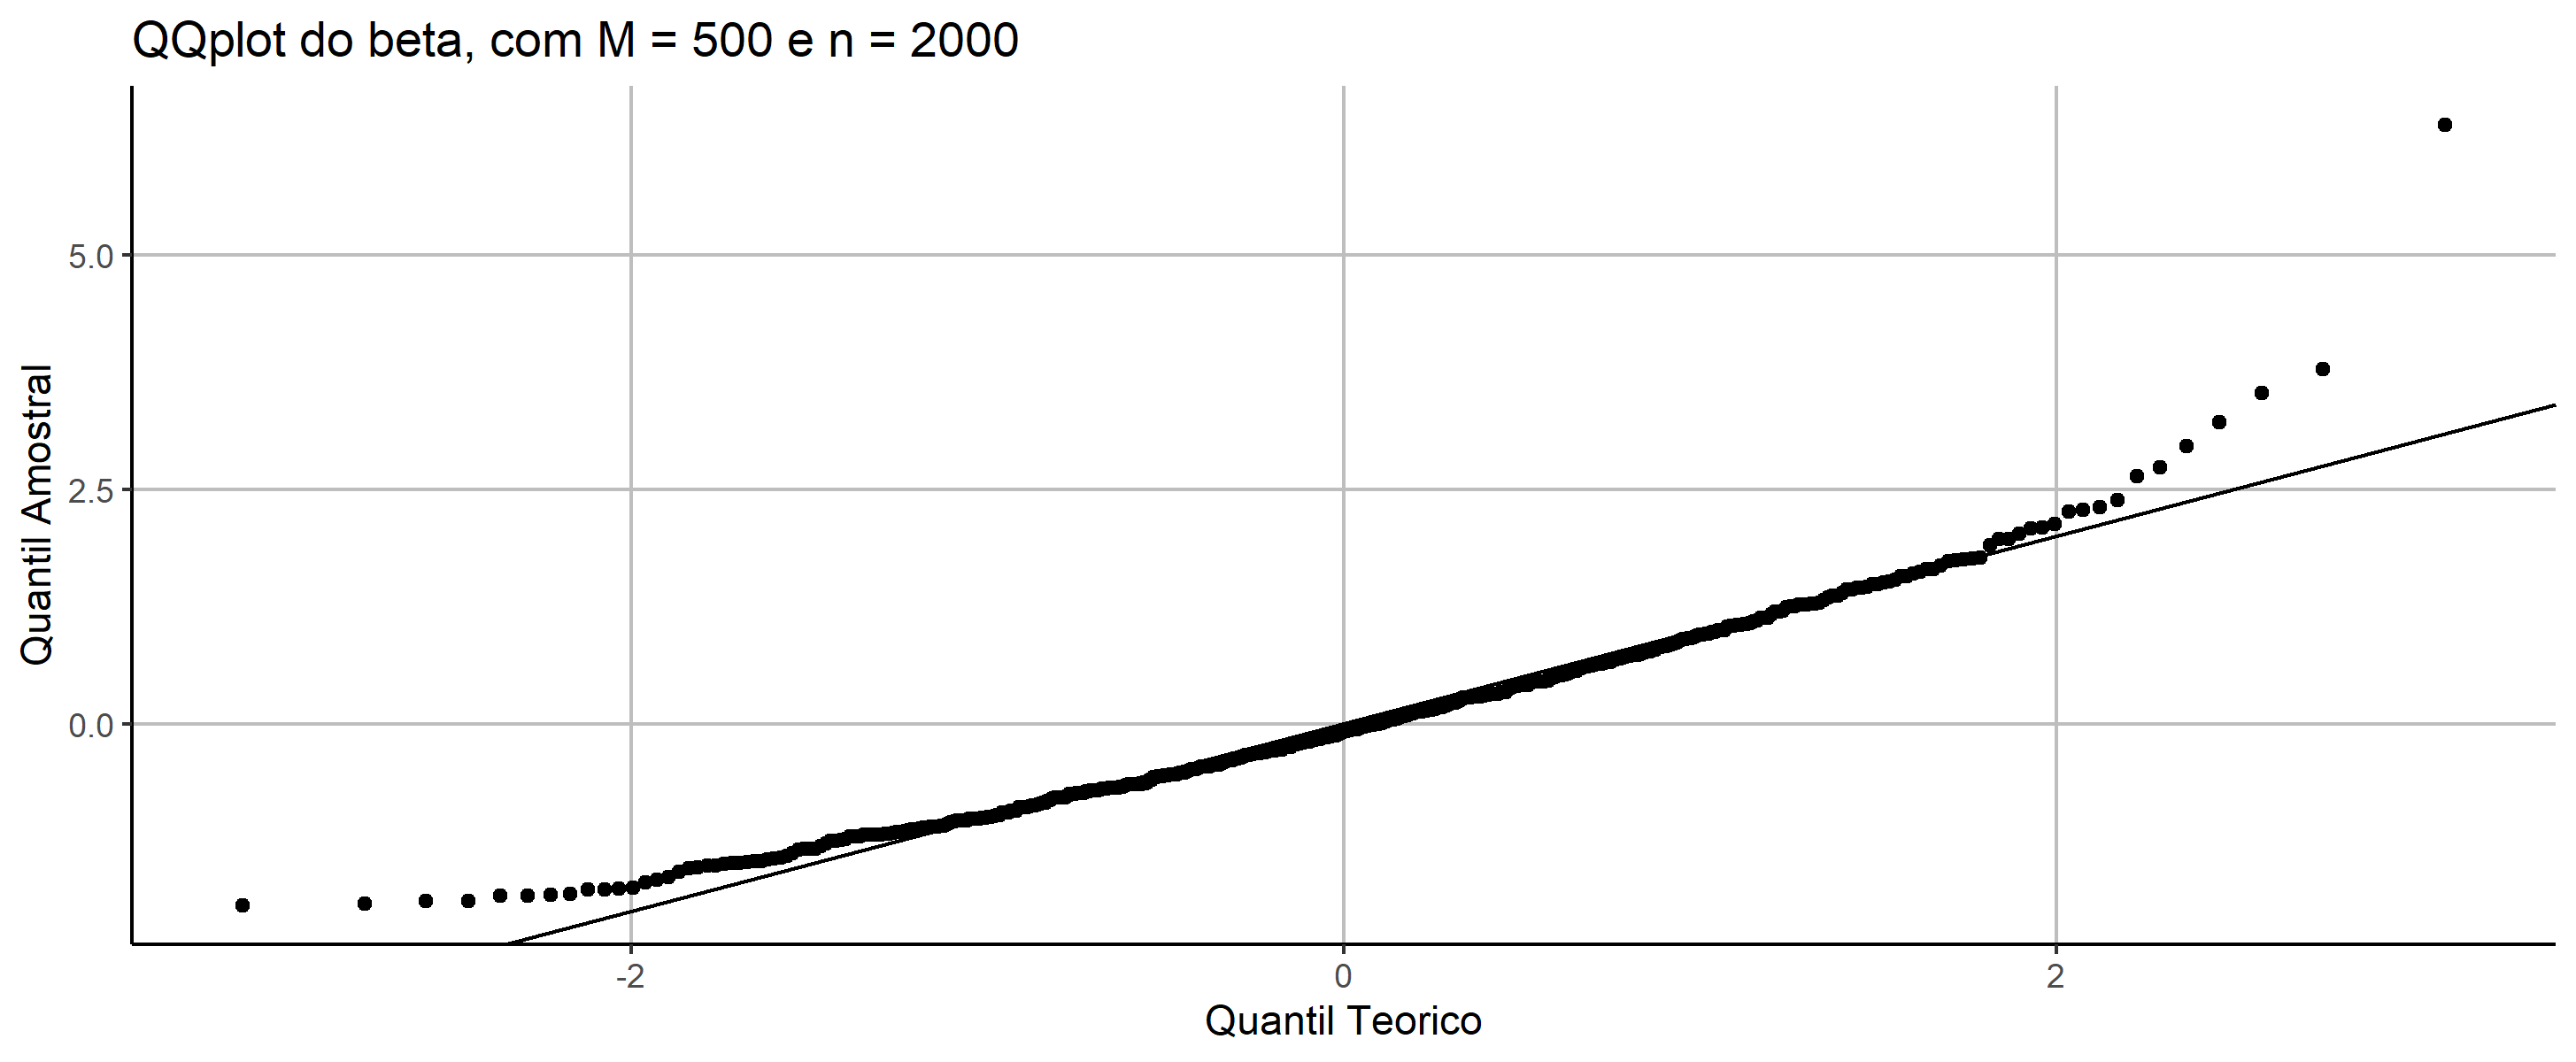 QQplot do beta, com M = 500 e n = 2000
Quantil Amostral
5.0
2.5
0.0
-2
0
2
Quantil Teorico